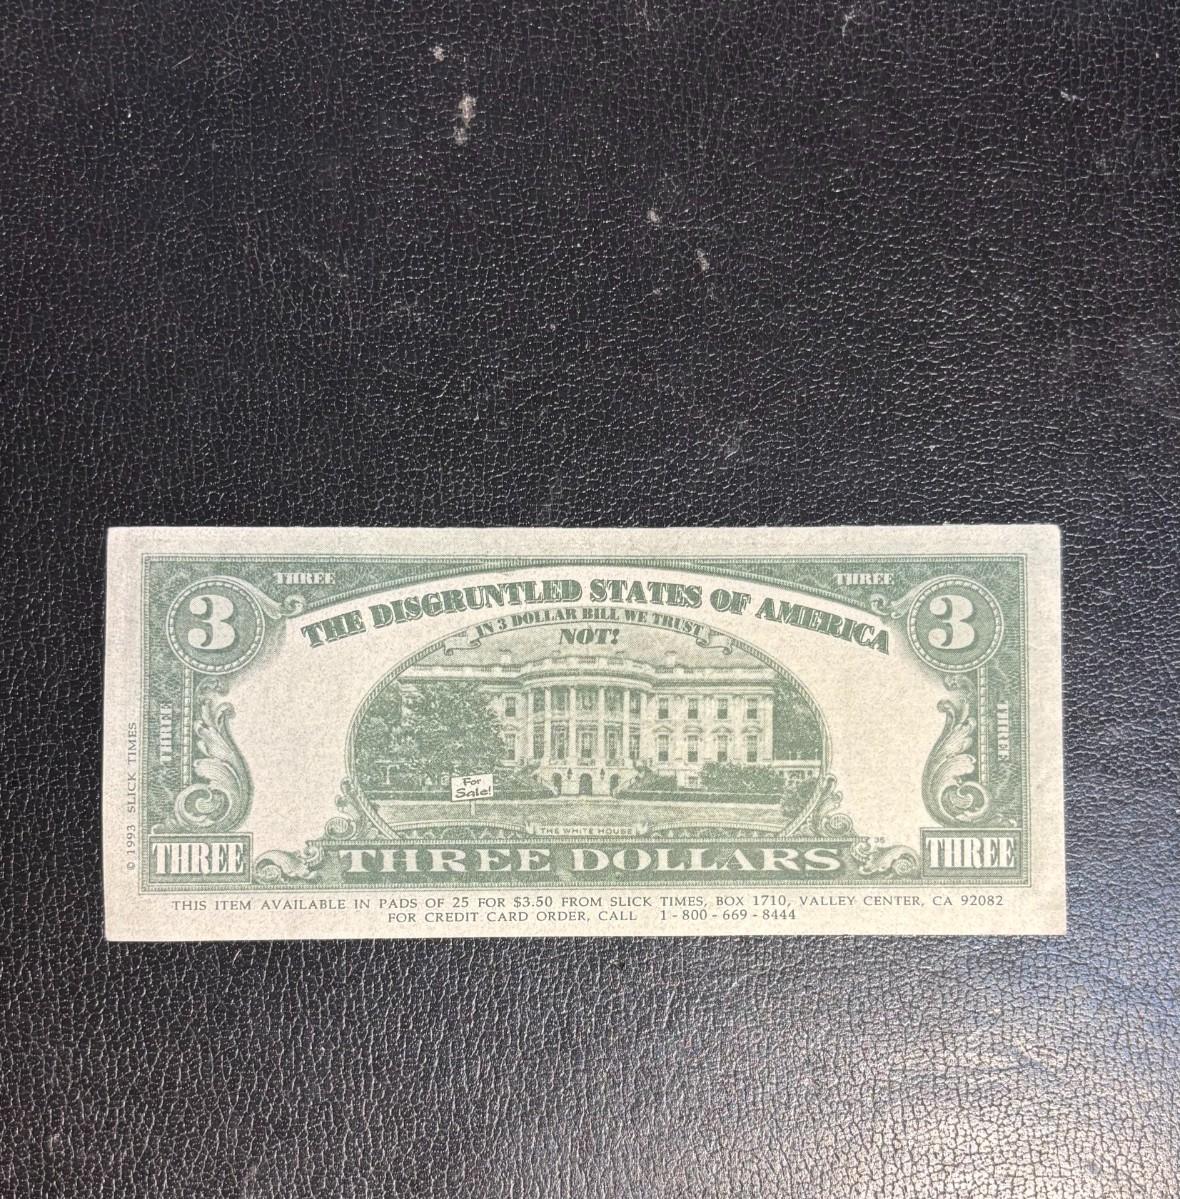 THREE
THREE
3
THE DISGRUNTLED STATES OF AMERICA
3
IN 3 DOLLAR BILL WE TRUST
NOT!
THREE
THREE
For
Sale!
© 1993 SLICK TIMES
THE WHITE HOUSE
THREE
THREE DOLLARS
THREE
THIS ITEM AVAILABLE IN PADS OF 25 FOR $3.50 FROM SLICK TIMES, BOX 1710, VALLEY CENTER, CA 92082
FOR CREDIT CARD ORDER, CALL 1-800-669-8444